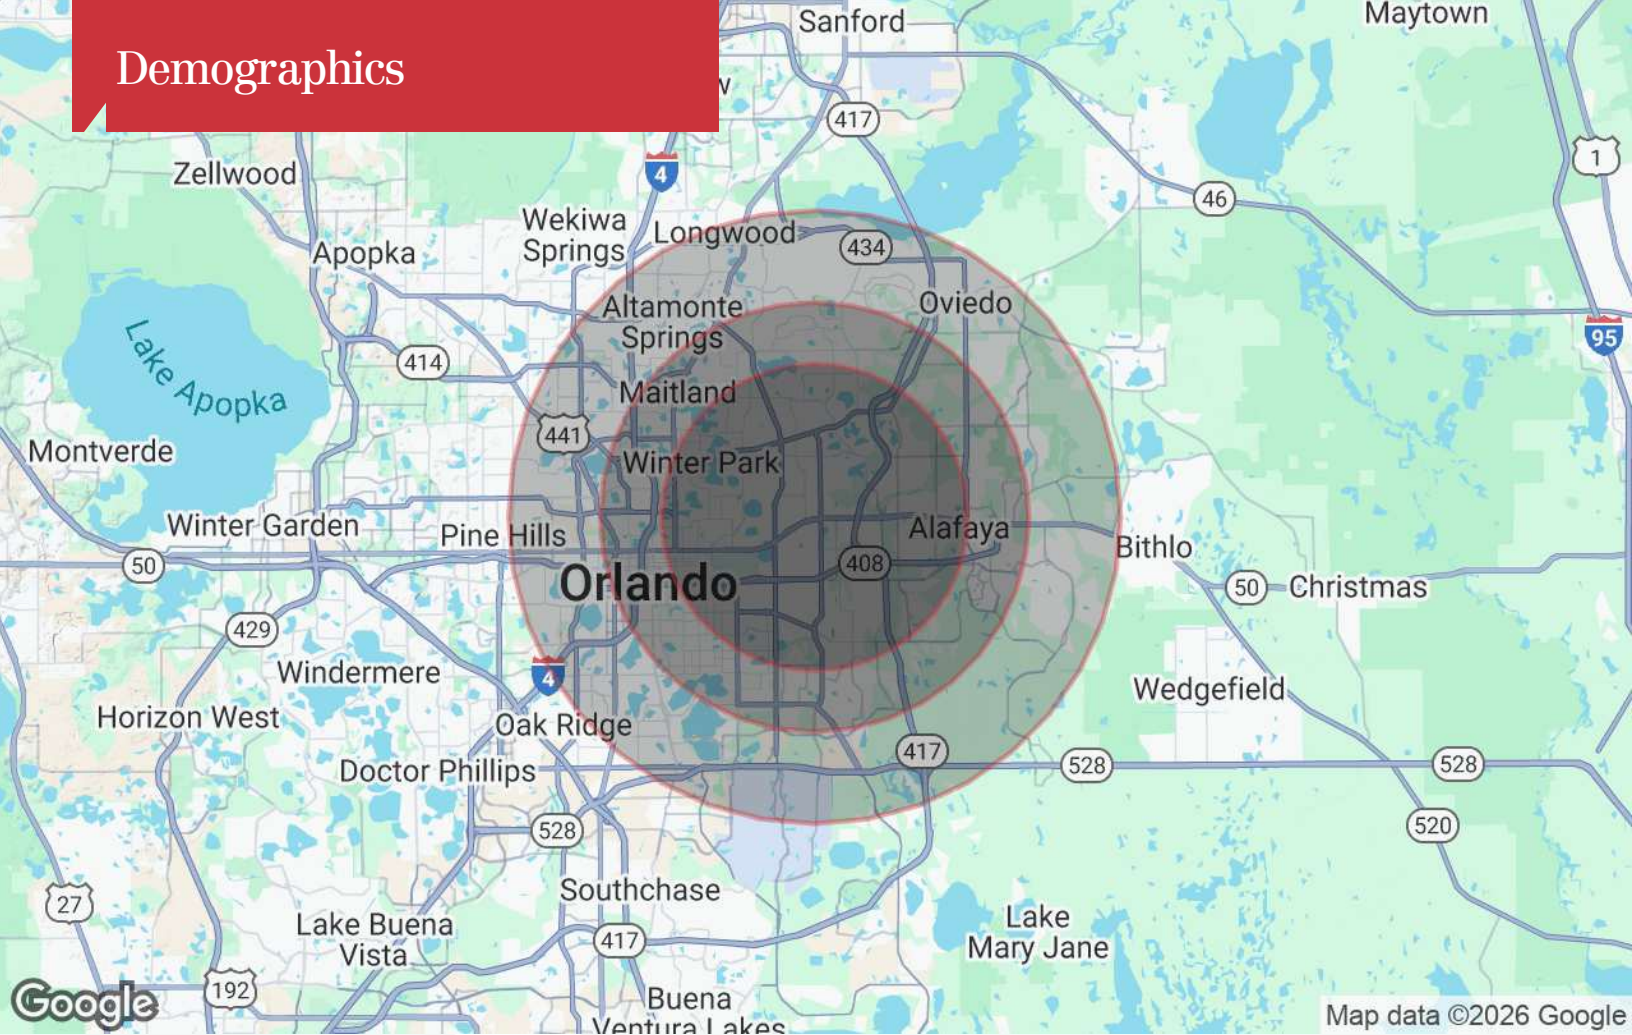 Demographics
Sanford
Maytown
w
417
1
Zellwood
4
46
Wekiwa
Springs
Longwood
434
Apopka
Altamonte
Springs
Oviedo
95
Lake Apopka
414
Maitland
441
Montverde
Winter Park
Winter Garden
Pine Hills
Alafaya
Bithlo
50
408
Orlando
50
Christmas
429
Windermere
4
Wedgefield
Horizon West
Oak Ridge
417
Doctor Phillips
528
528
528
520
27
Southchase
Lake Buena
Vista
417
Lake
Mary Jane
192
Buena
Ventura Lakes
Google
Map data ©2026 Google